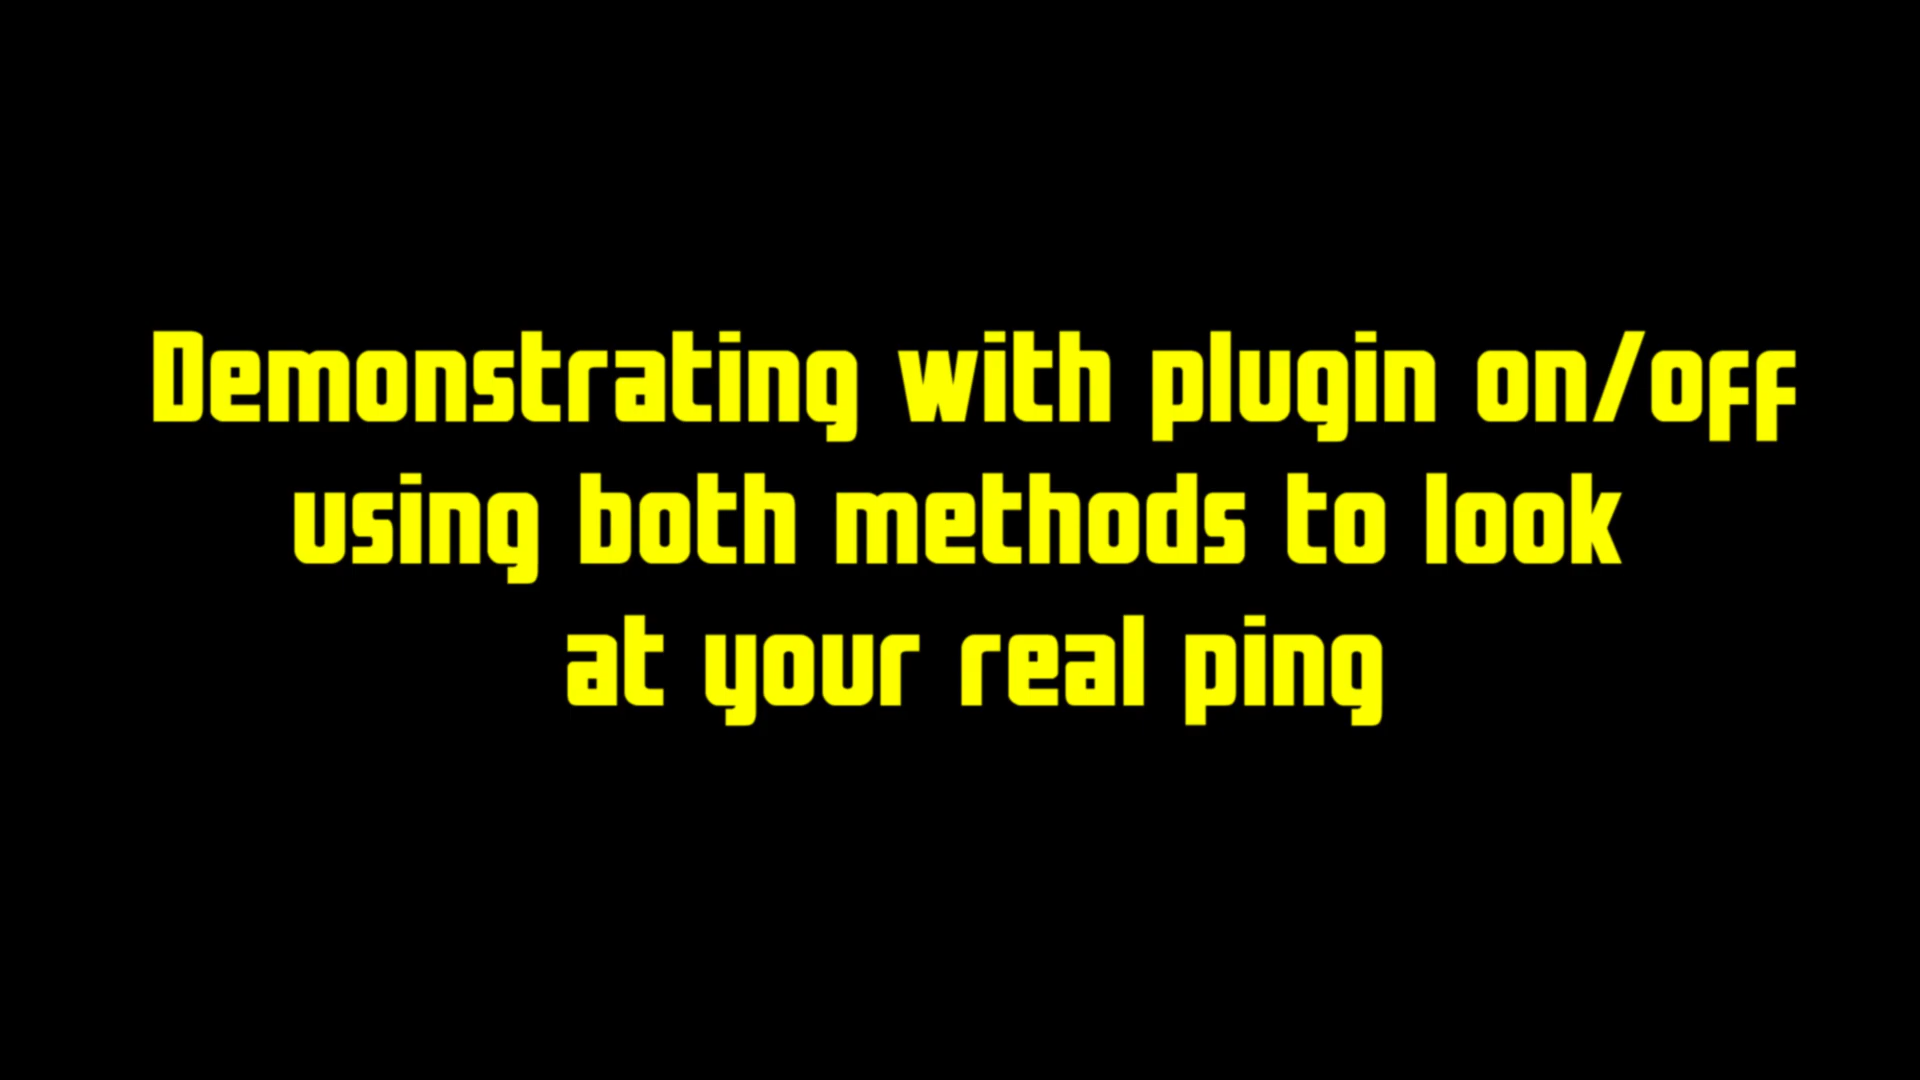 Demonstrating with plugin on/off
using both methods to look
at your real ping